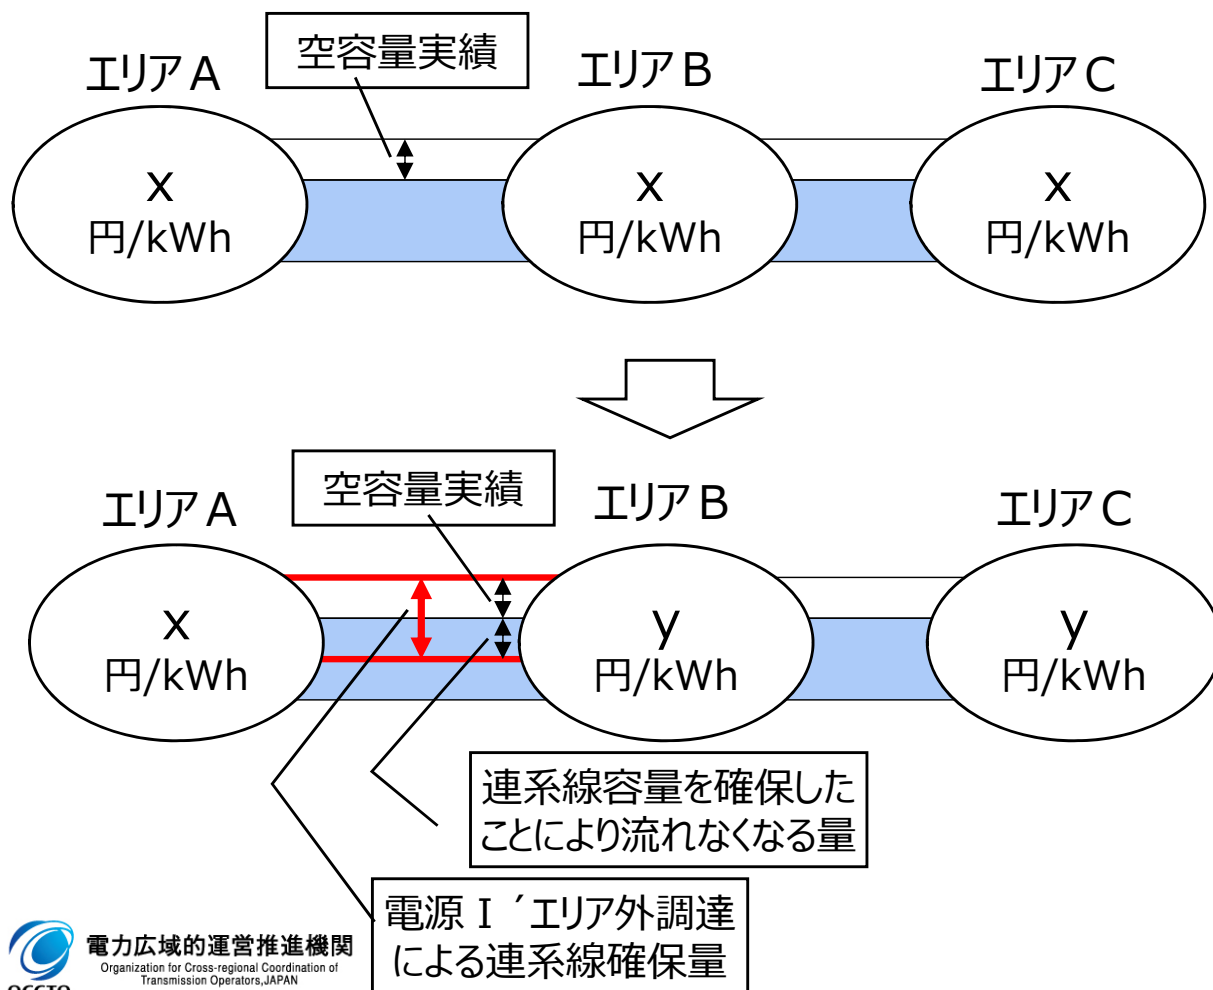 空容量実績
エリアA
エリアB
エリアC
x
円/kWh
x
円/kWh
x
円/kWh
空容量実績
エリアA
エリアB
エリアC
x
円/kWh
y
円/kWh
y
円/kWh
連系線容量を確保した
ことにより流れなくなる量
電源Ⅰ´エリア外調達
による連系線確保量
電力広域的運営推進機関
Organization for Cross-regional Coordination of
Transmission Operators,JAPAN
OCCTO